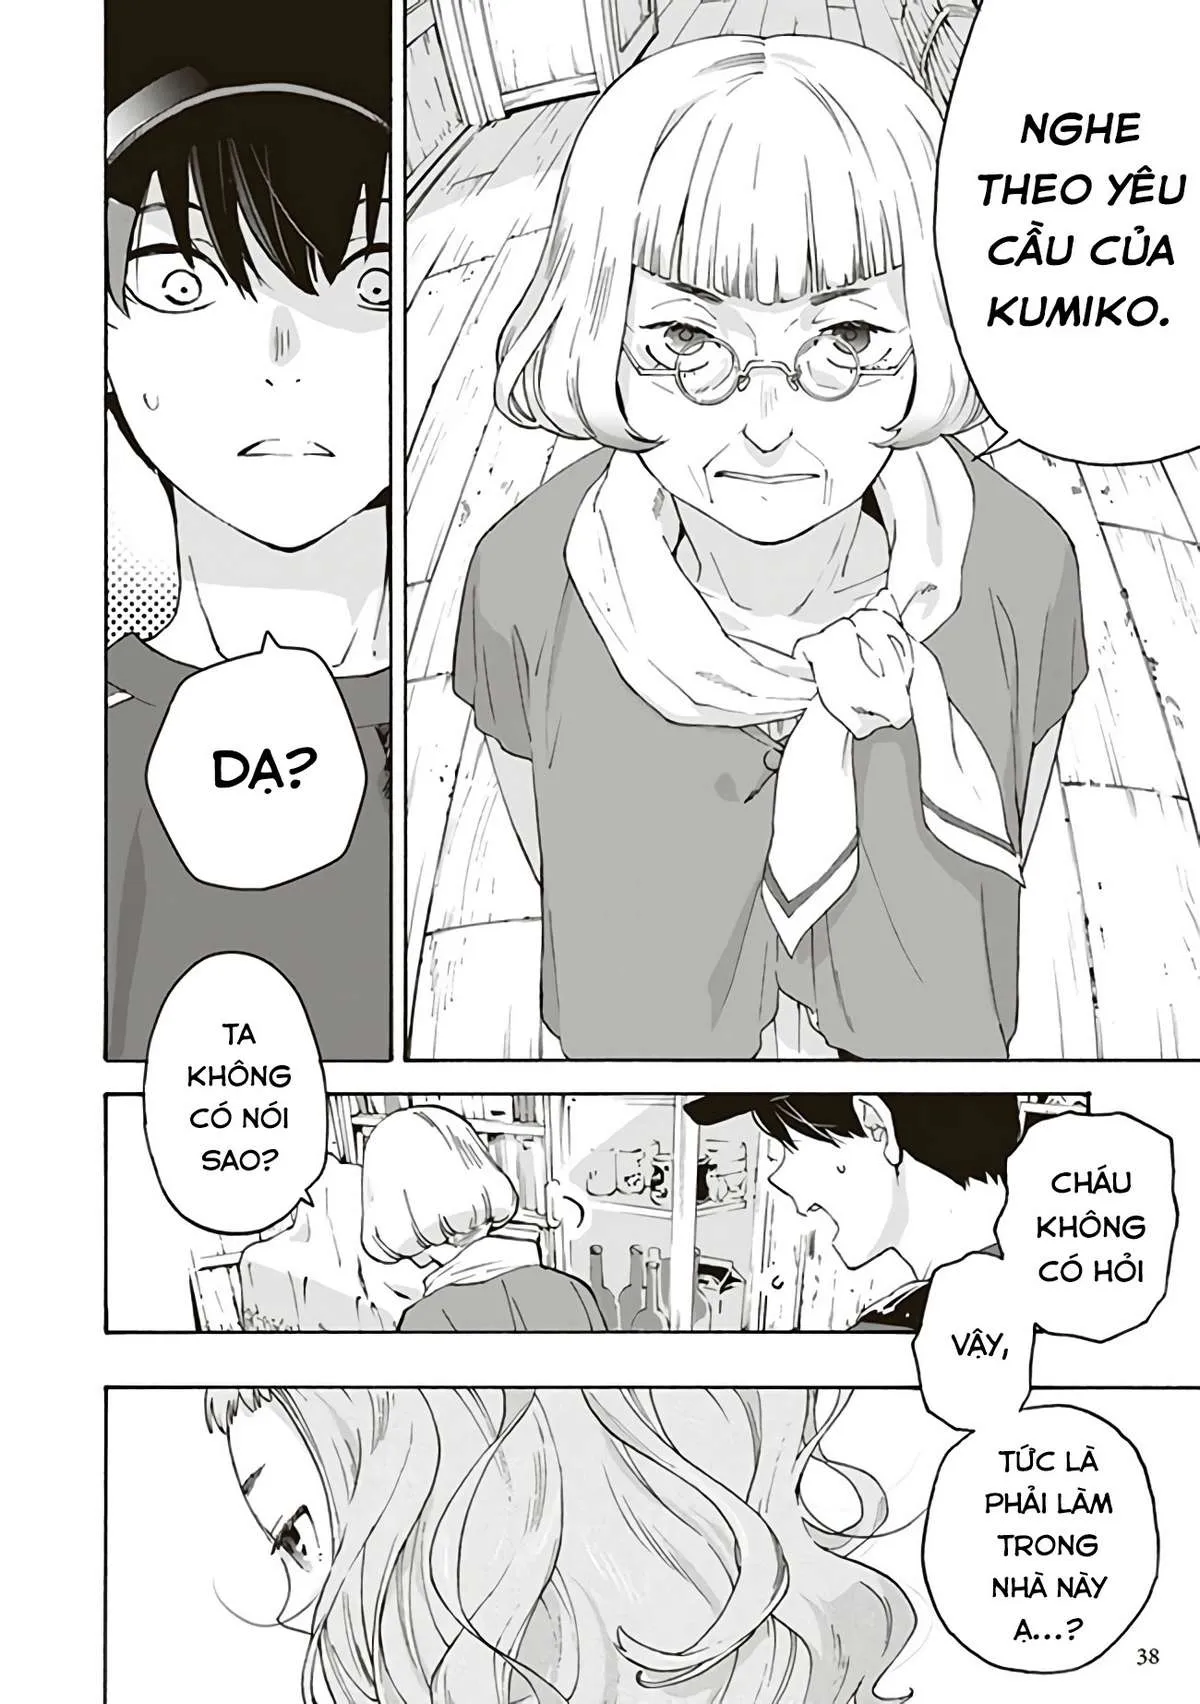 NGHE
THEO YÊU
CẦU CỦA
KUMIKO.
DẠ?
CHÁU
KHÔNG
CÓ HỎI
VẬY,
TA
KHÔNG
CÓ NÓI
SAO?
TỨC LÀ
PHẢI LÀM
TRONG
NHÀ NÀY
Ạ...?
38